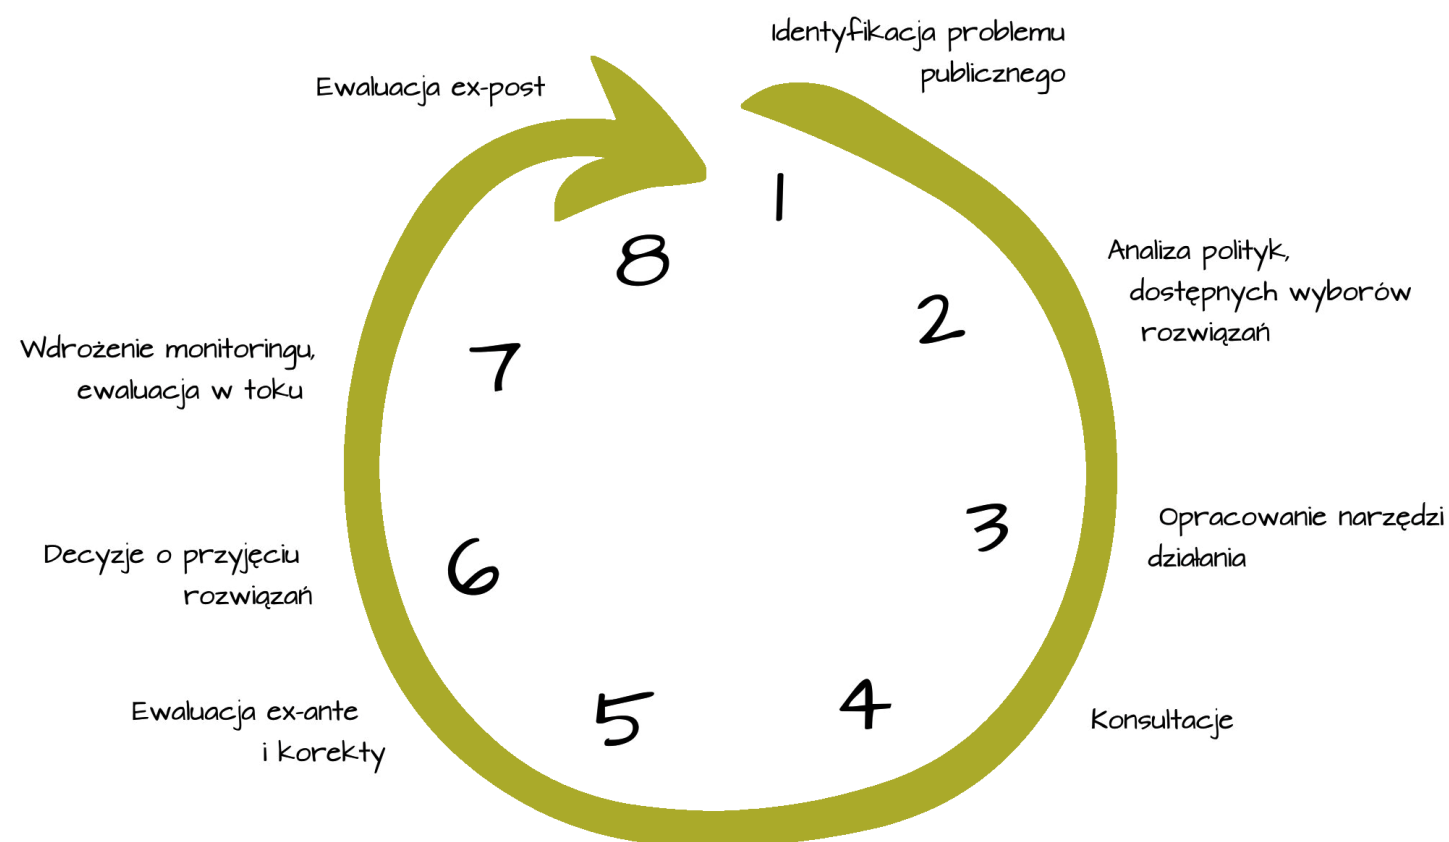 Identyfikacja problemu
publicznego
1
Analiza polityk,
dostępnych wyborów
rozwiązań
2
Opracowanie narzędzi
działania
3
Konsultacje
4
Ewaluacja ex-ante
i korekty
5
Decyzje o przyjęciu
rozwiązań
6
Wdrożenie monitoringu,
ewaluacja w toku
7
Ewaluacja ex-post
8